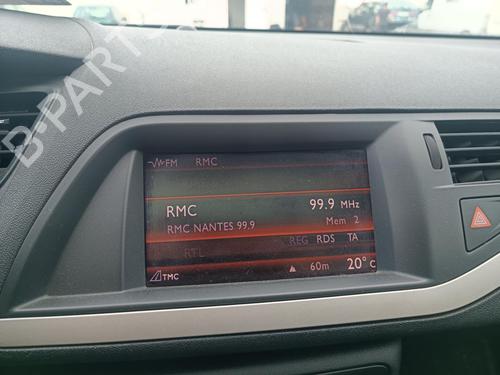 B-PARTS
FM RMC
RMC 99.9 MHz
RMC NANTES 99.9 Mem 2
RTL REG RDS TA
TMC 60m 20° C